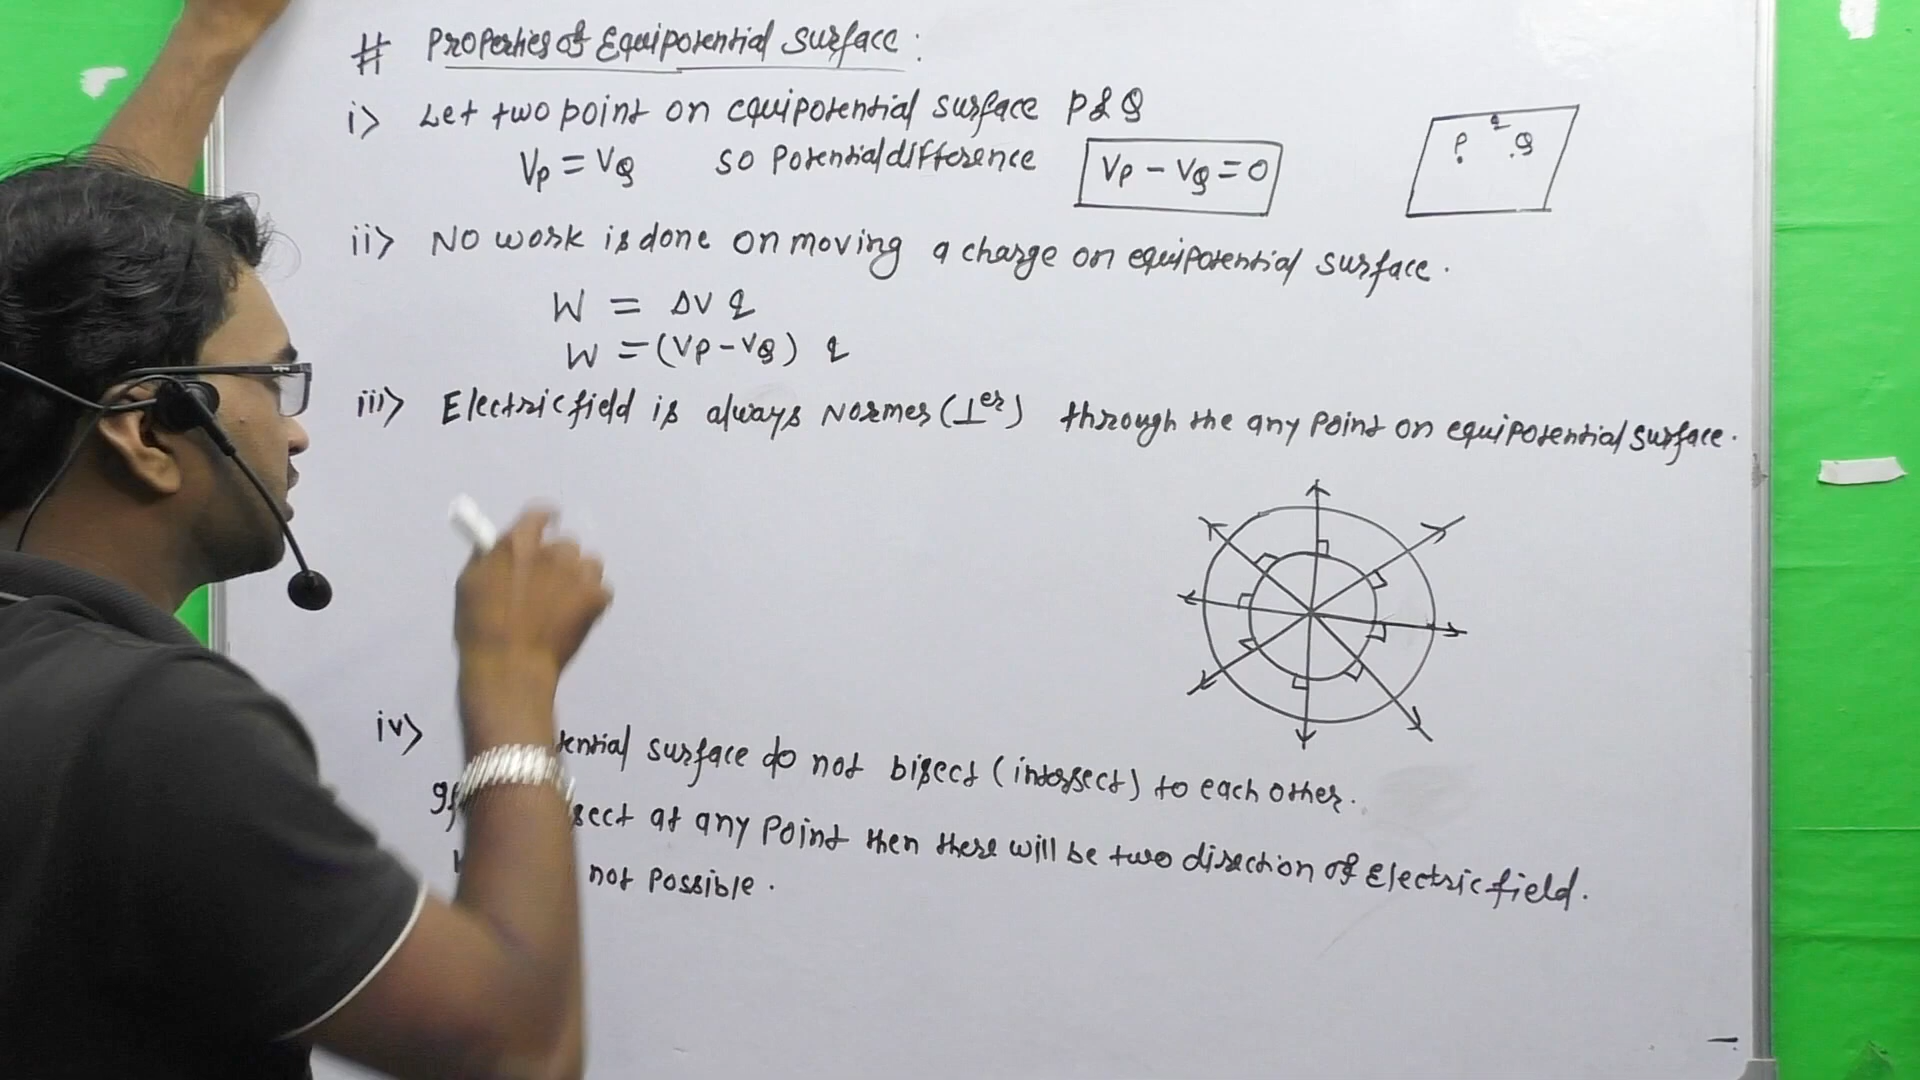 # Properties of Equipotential Surface :
i> Let two point on equipotential surface P & Q
Vp = VQ so Potential difference Vp - VQ = 0
P. q .Q
ii> No work is done on moving a charge on equipotential surface.
W = ΔV q
W = (Vp - VQ) q
iii> Electric field is always Normer (⊥er) through the any point on equipotential surface.
iv> tential surface do not bisect (intersect) to each other.
sect at any point then there will be two direction of Electric field.
not possible.